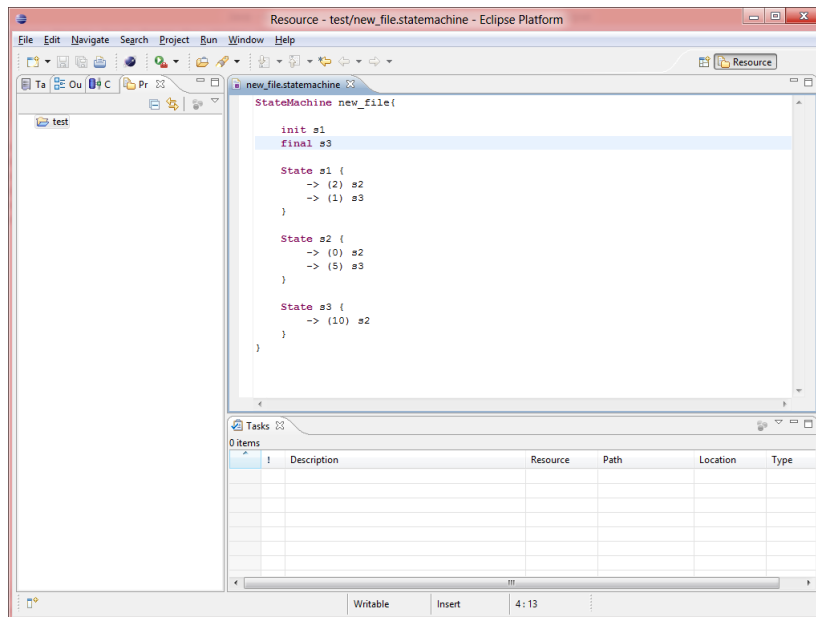 Resource - test/new_file.statemachine - Eclipse Platform
File Edit Navigate Search Project Run Window Help
Resource
Ta Ou C Pr
test
new_file.statemachine
StateMachine new_file{
init s1
final s3
State s1 {
-> (2) s2
-> (1) s3
}
State s2 {
-> (0) s2
-> (5) s3
}
State s3 {
-> (10) s2
}
}
Tasks
0 items
! Description Resource Path Location Type
Writable Insert 4 : 13